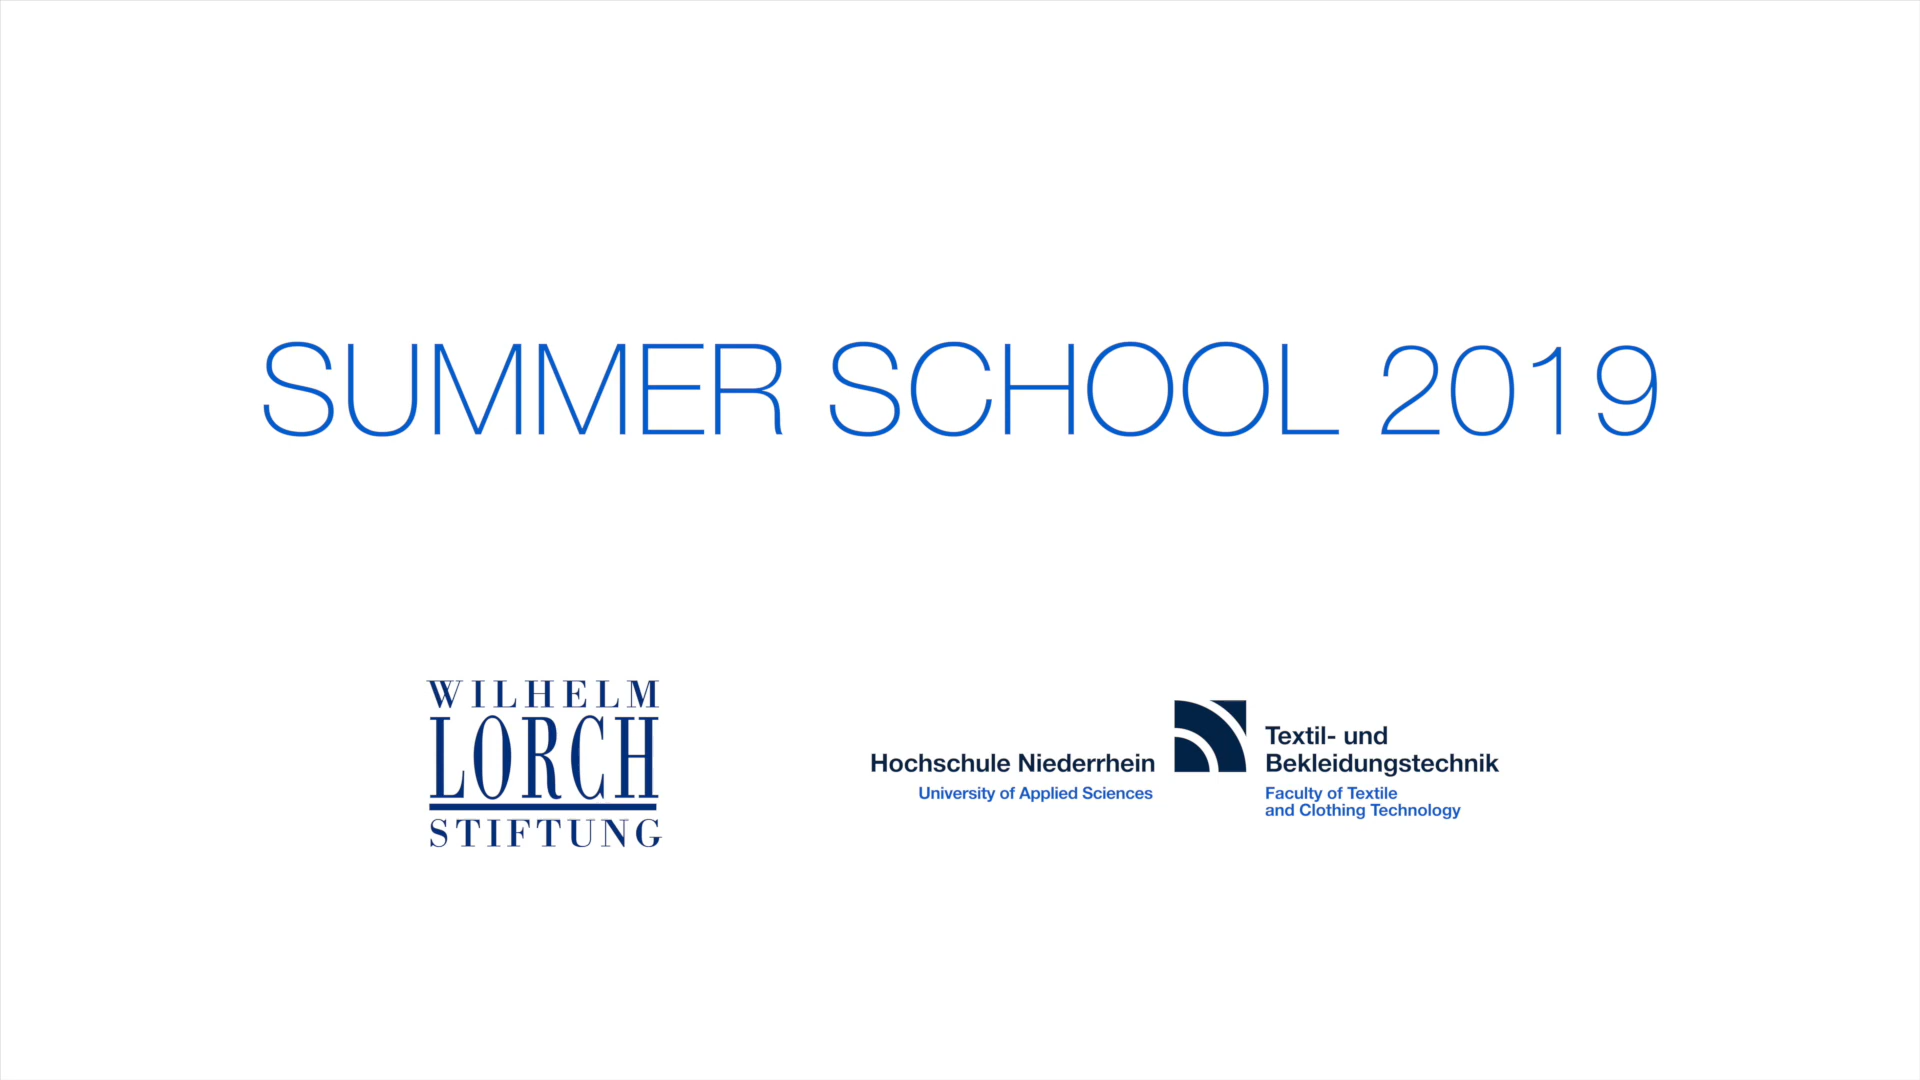 SUMMER SCHOOL 2019
WILHELM
LORCH
STIFTUNG
Hochschule Niederrhein
University of Applied Sciences
Textil- und
Bekleidungstechnik
Faculty of Textile
and Clothing Technology